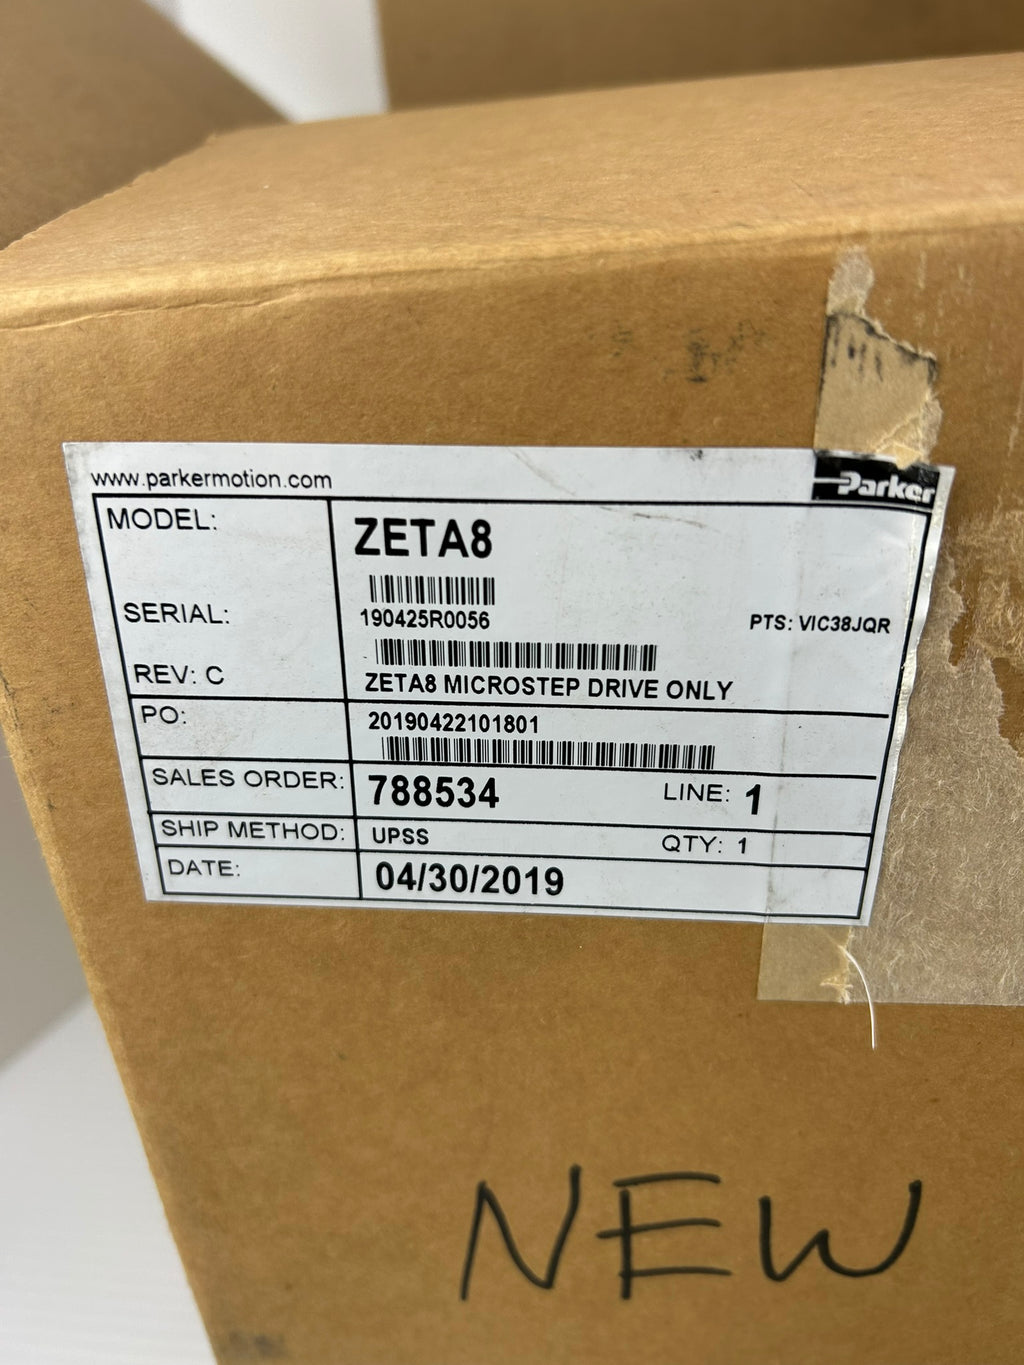 www.parkermotion.com
Parker
MODEL: ZETA8
SERIAL: 190425R0056 PTS: VIC38JQR
REV: C ZETA8 MICROSTEP DRIVE ONLY
PO: 20190422101801
SALES ORDER: 788534 LINE: 1
SHIP METHOD: UPSS QTY: 1
DATE: 04/30/2019
NEW